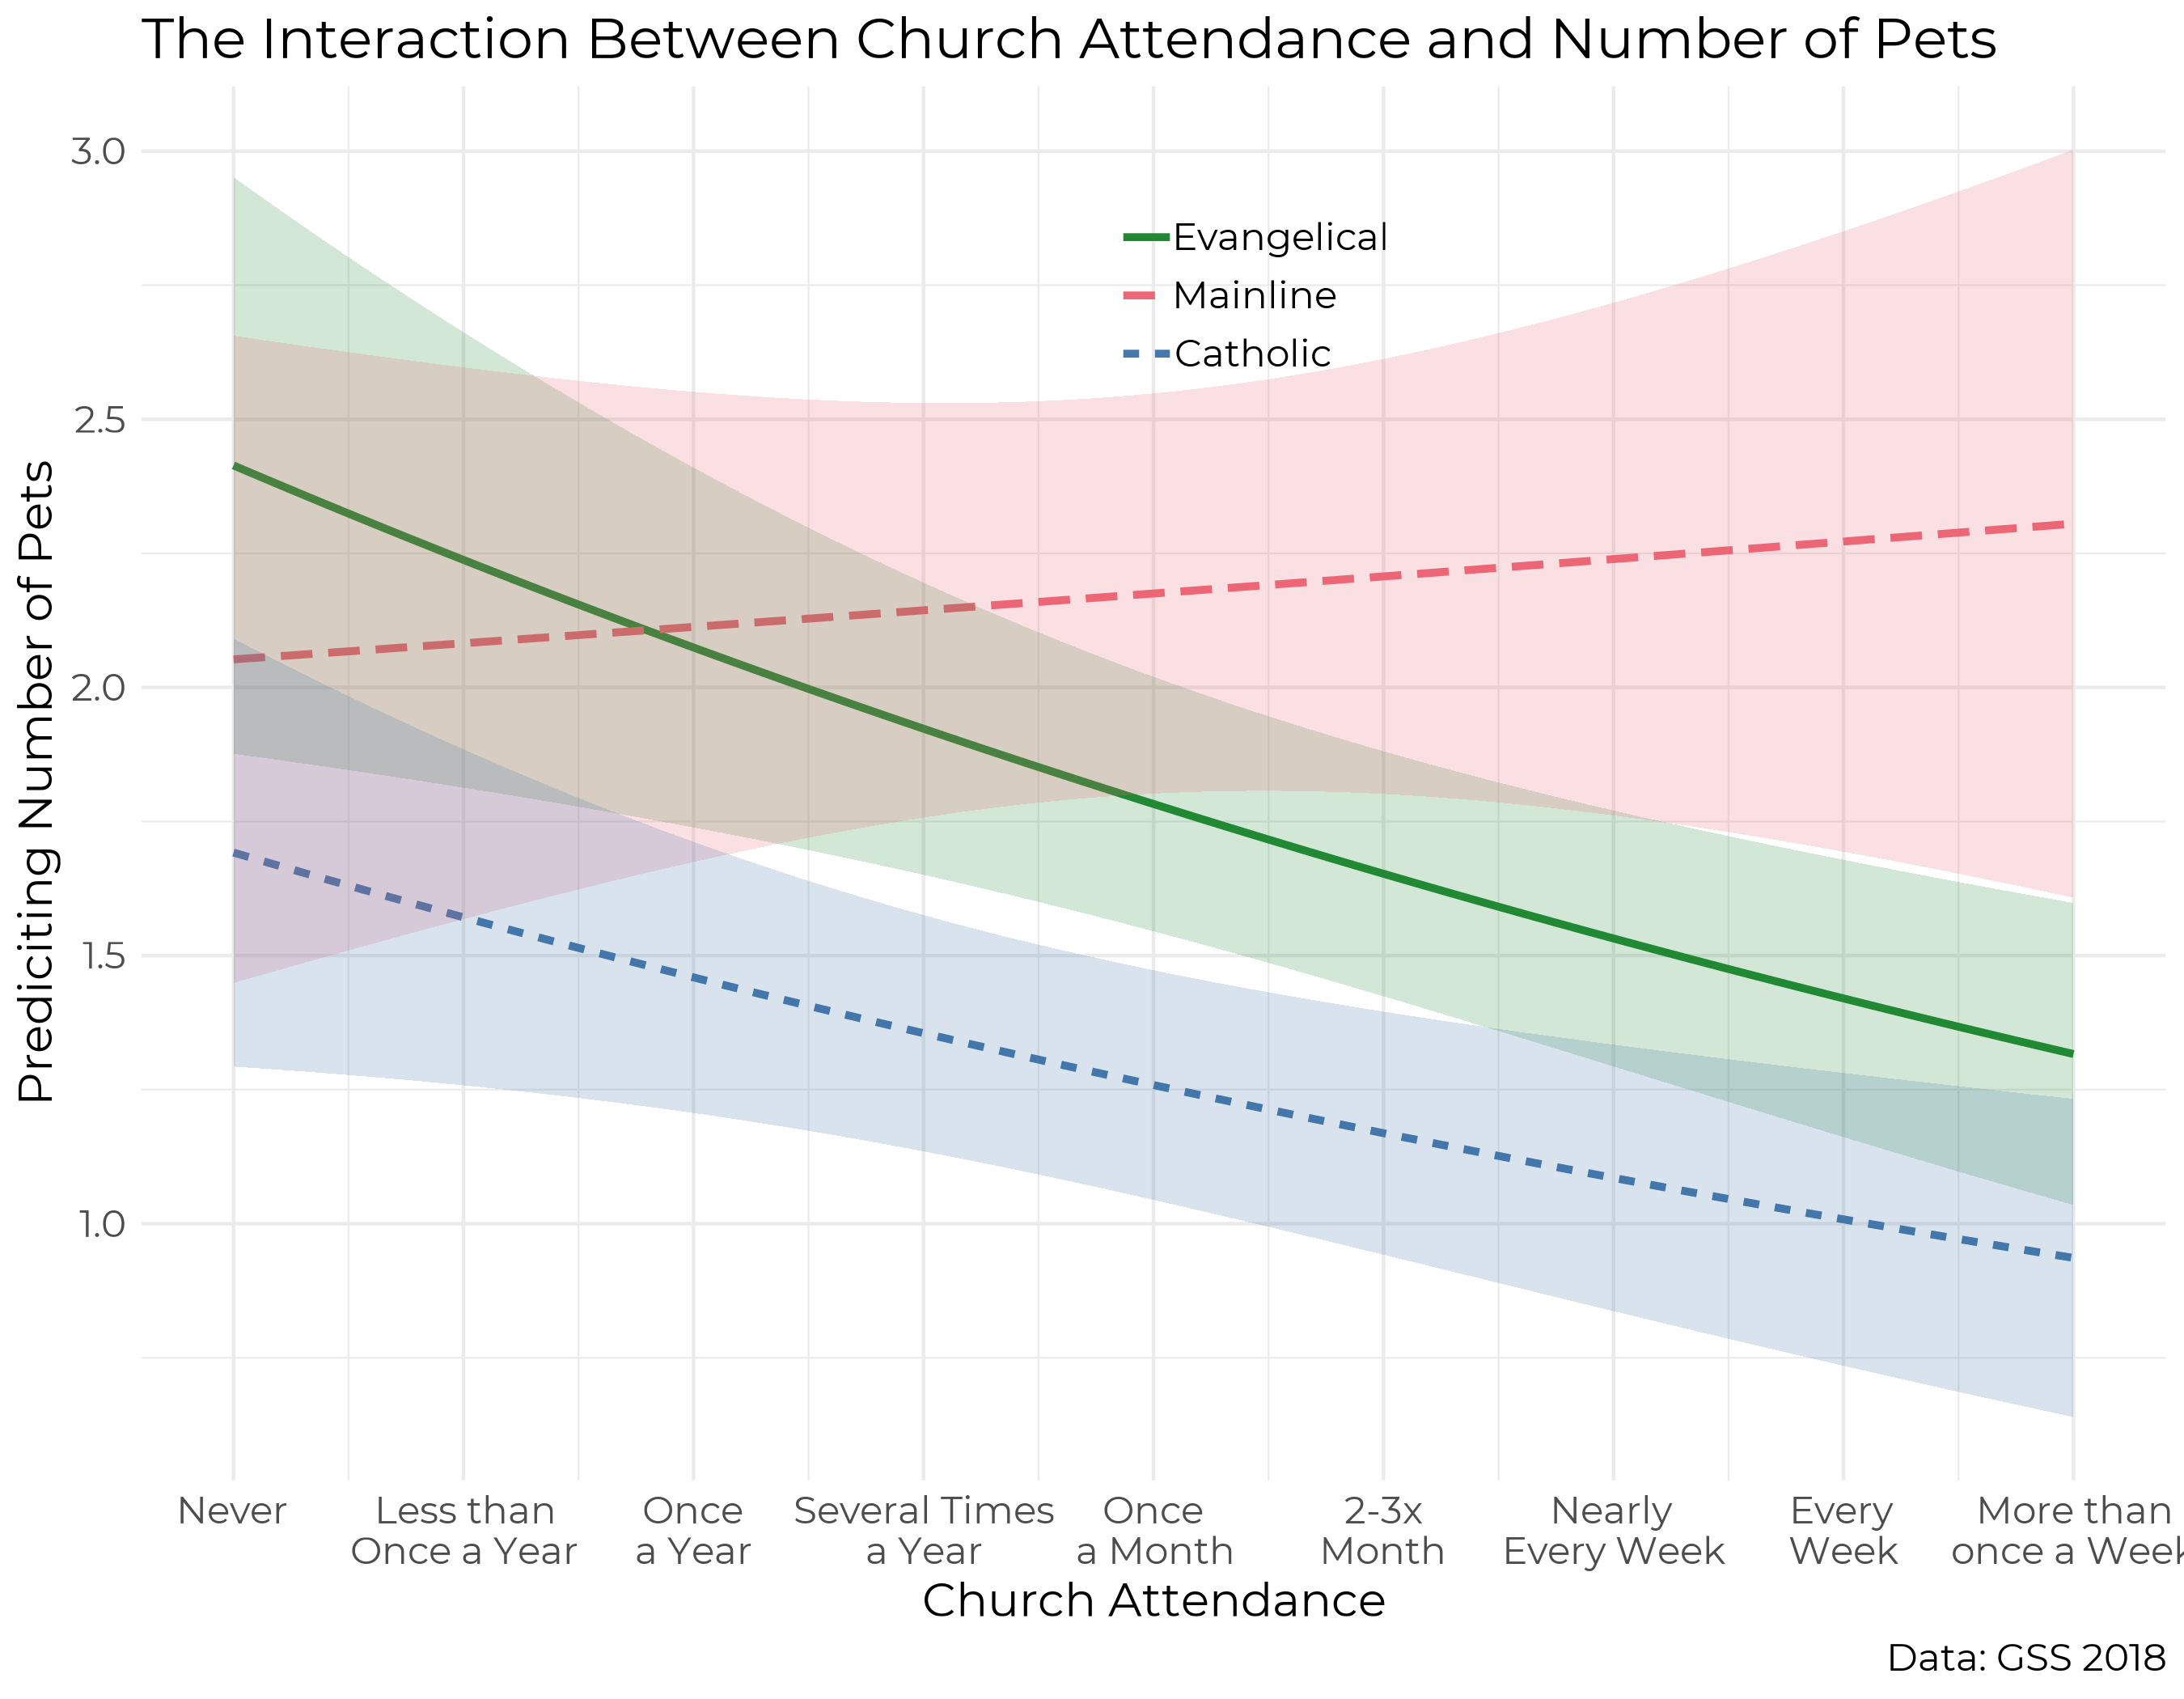 The Interaction Between Church Attendance and Number of Pets
3.0
2.5
2.0
1.5
1.0
Prediciting Number of Pets
Evangelical
Mainline
Catholic
Never
Less than
Once a Year
Once
a Year
Several Times
a Year
Once
a Month
2-3x
Month
Nearly
Every Week
Every
Week
More than
once a Week
Church Attendance
Data: GSS 2018